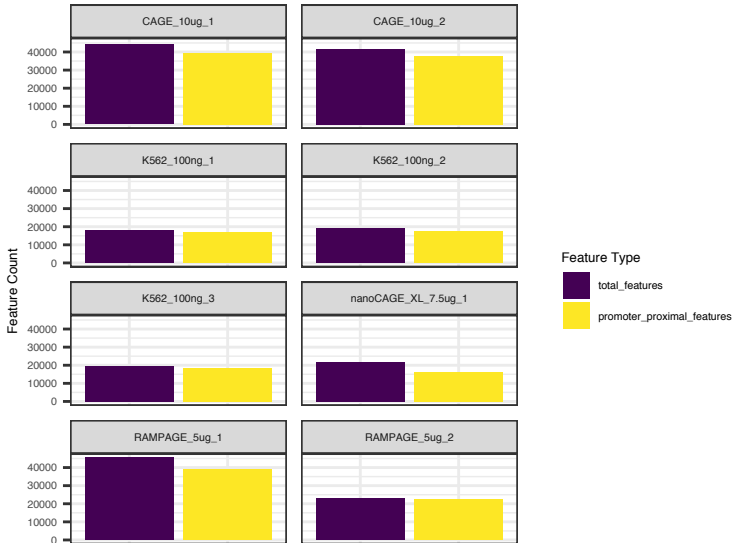 CAGE_10ug_1
CAGE_10ug_2
40000
30000
20000
10000
0
K562_100ng_1
K562_100ng_2
40000
30000
20000
10000
0
K562_100ng_3
nanoCAGE_XL_7.5ug_1
40000
30000
20000
10000
0
RAMPAGE_5ug_1
RAMPAGE_5ug_2
40000
30000
20000
10000
0
Feature Count
Feature Type
total_features
promoter_proximal_features